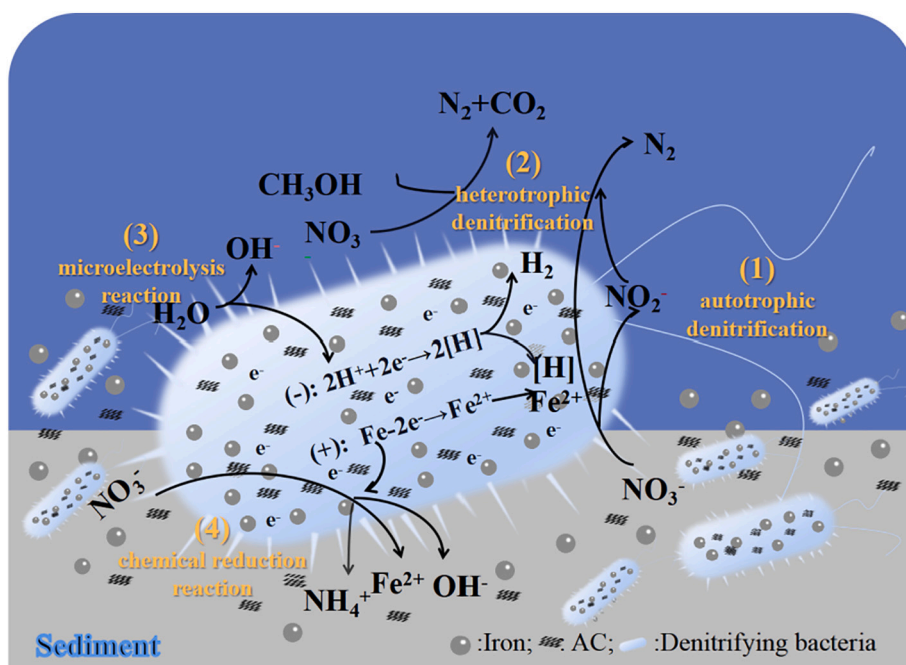 N₂+CO₂
N₂
(2)
heterotrophic
denitrification
CH₃OH
NO₃
-
(3)
microelectrolysis
reaction
OH⁻
H₂O
H₂
(1)
autotrophic
denitrification
NO₂⁻
e⁻
e⁻
e⁻
(-): 2H⁺+2e⁻→2[H]
[H]
Fe²⁺
e⁻
(+): Fe-2e⁻→Fe²⁺
e⁻
e⁻
e⁻
e⁻
e⁻
e⁻
NO₃⁻
NO₃⁻
(4)
chemical reduction
reaction
NH₄⁺
Fe²⁺
OH⁻
Sediment
:Iron; : AC; :Denitrifying bacteria